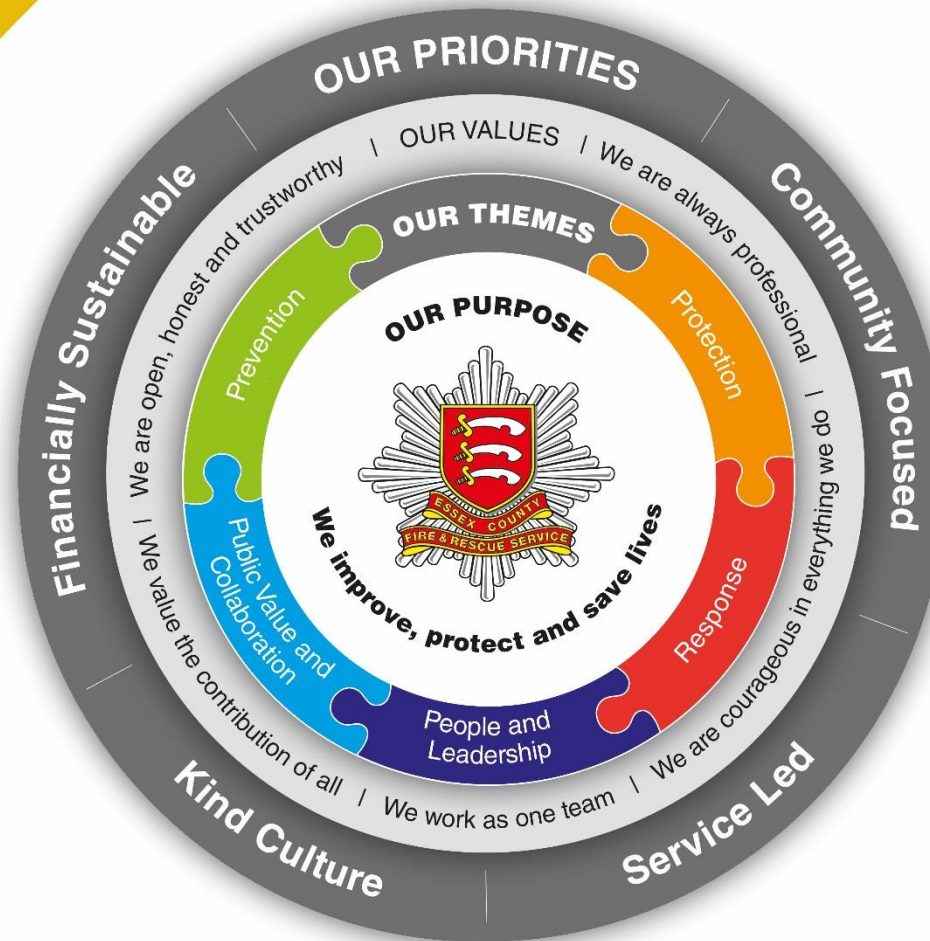 OUR PRIORITIES
Community Focused
Service Led
Kind Culture
Financially Sustainable
OUR VALUES
We are always professional
We are courageous in everything we do
We work as one team
We value the contribution of all
We are open, honest and trustworthy
OUR THEMES
Protection
Response
People and
Leadership
Public Value and
Collaboration
Prevention
OUR PURPOSE
ESSEX COUNTY
FIRE & RESCUE SERVICE
We improve, protect and save lives